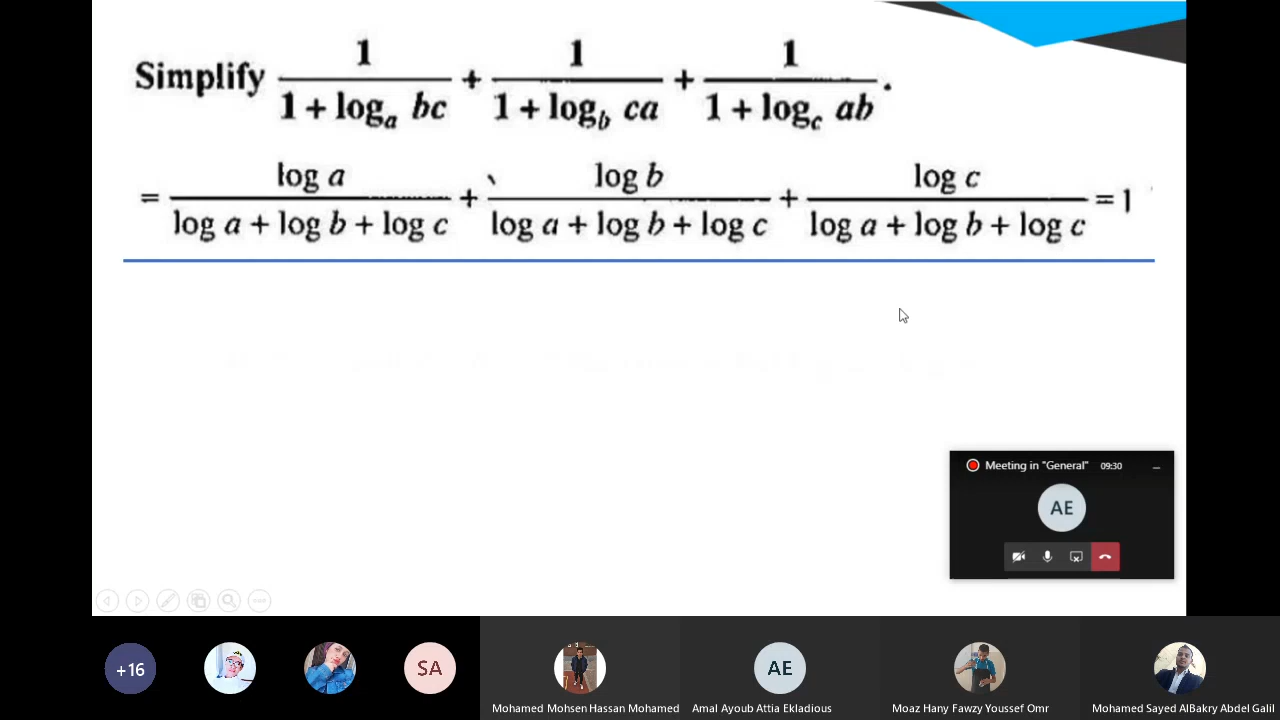 Simplify 1/(1 + logₐ bc) + 1/(1 + log_b ca) + 1/(1 + log_c ab).
= log a/(log a + log b + log c) + log b/(log a + log b + log c) + log c/(log a + log b + log c) = 1
Meeting in "General" 09:30
AE
+16
SA
AE
Mohamed Mohsen Hassan Mohamed
Amal Ayoub Attia Ekladious
Moaz Hany Fawzy Youssef Omr
Mohamed Sayed AlBakry Abdel Galil